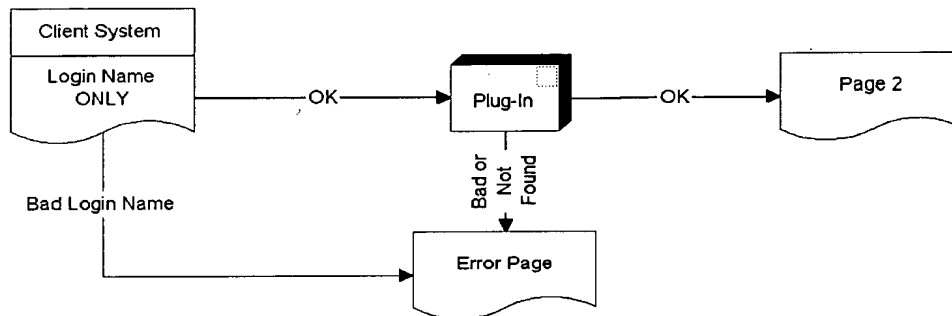 Client System
Login Name
ONLY
OK
Plug-In
OK
Page 2
Bad or
Not
Found
Bad Login Name
Error Page